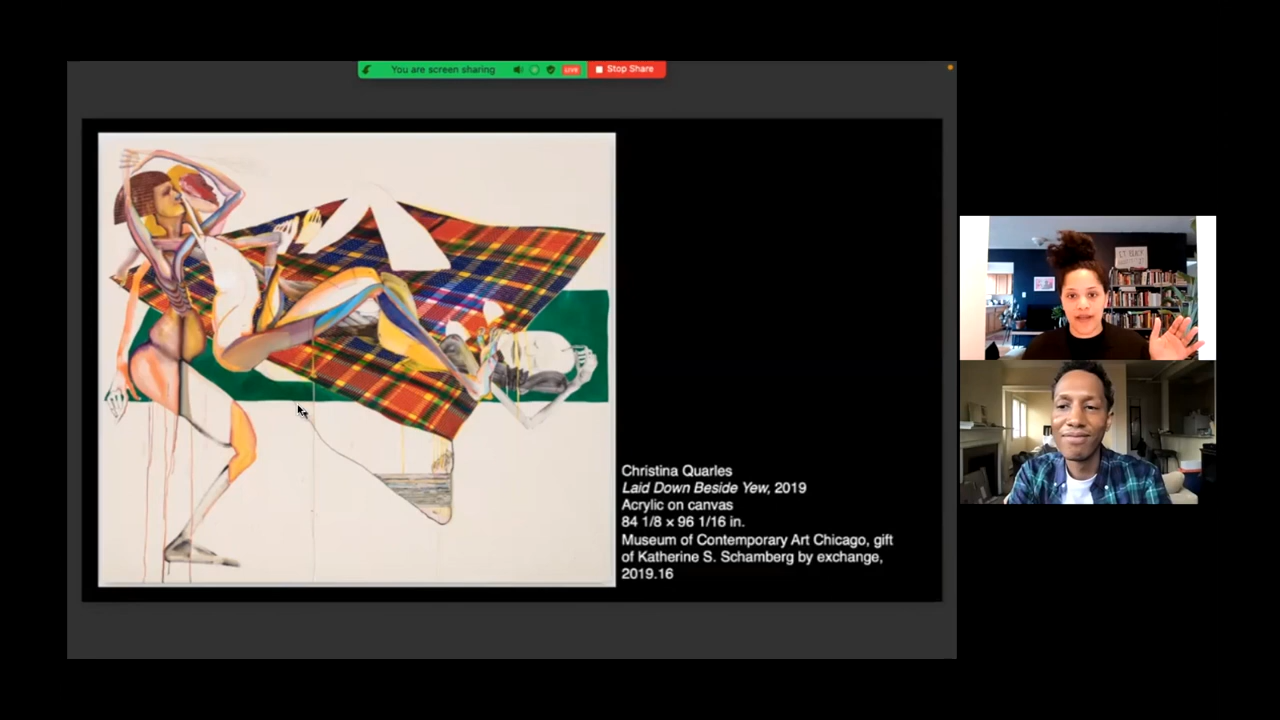 You are screen sharing
LIVE
Stop Share
Christina Quarles
Laid Down Beside Yew, 2019
Acrylic on canvas
84 1/8 × 96 1/16 in.
Museum of Contemporary Art Chicago, gift
of Katherine S. Schamberg by exchange,
2019.16